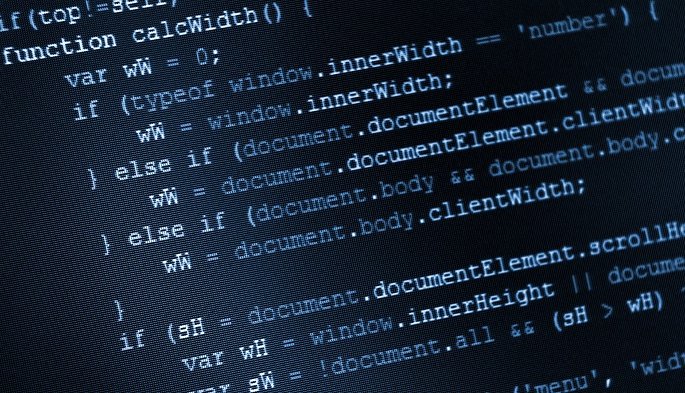 if(top!=self)
function calcWidth() {
var wW = 0;
if (typeof window.innerWidth == 'number') {
wW = window.innerWidth;
} else if (document.documentElement && docum
wW = document.documentElement.clientWidt
} else if (document.body && document.body.c
wW = document.body.clientWidth;
}
if (sH = document.documentElement.scrollHe
var wH = window.innerHeight || docume
var sW = !document.all && (sH > wH)
('menu', 'widt